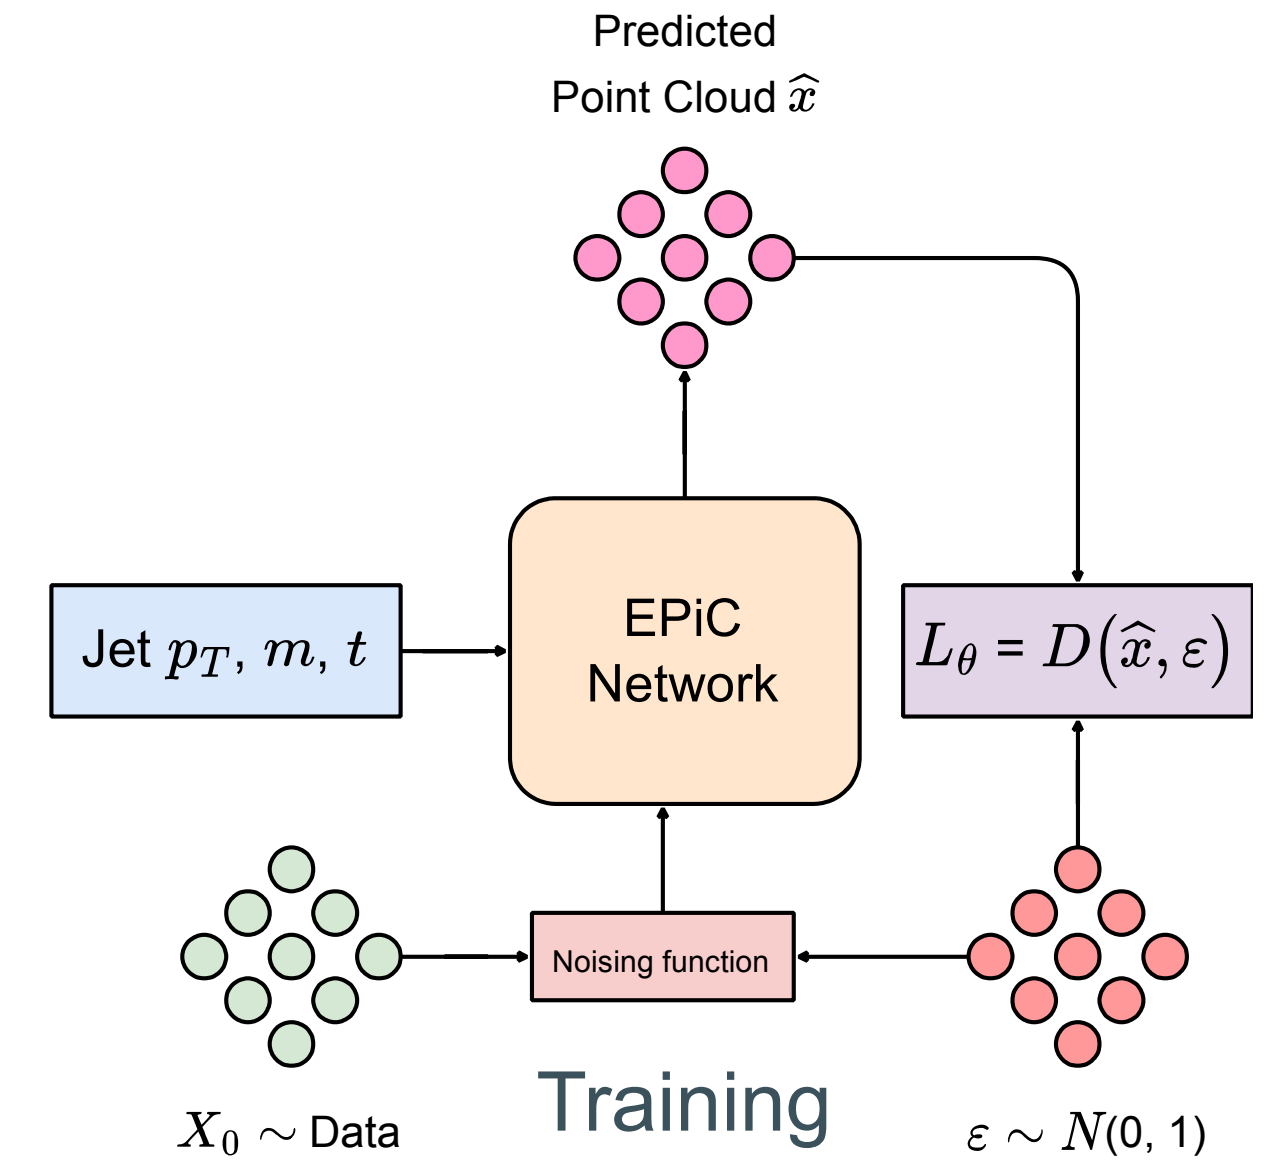 Predicted
Point Cloud x̂
EPiC
Network
Jet p_T, m, t
L_θ = D(x̂, ε)
Noising function
Training
X_0 ∼ Data
ε ∼ N(0, 1)